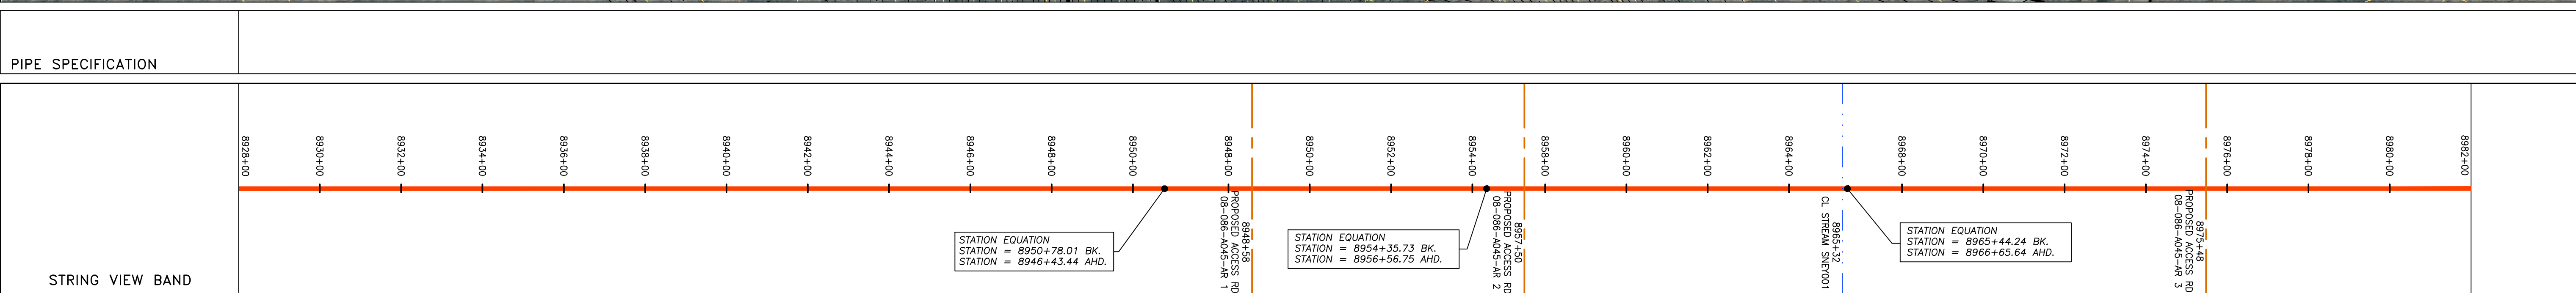 PIPE SPECIFICATION
8928+00
8930+00
8932+00
8934+00
8936+00
8938+00
8940+00
8942+00
8944+00
8946+00
8948+00
8950+00
8948+00
8950+00
8952+00
8954+00
8958+00
8960+00
8962+00
8964+00
8968+00
8970+00
8972+00
8974+00
8976+00
8978+00
8980+00
8982+00
STATION EQUATION
STATION = 8950+78.01 BK.
STATION = 8946+43.44 AHD.
8948+58
PROPOSED ACCESS RD
08-086-A045-AR 1
STATION EQUATION
STATION = 8954+35.73 BK.
STATION = 8956+56.75 AHD.
8957+50
PROPOSED ACCESS RD
08-086-A045-AR 2
8965+32
CL STREAM SNEY001
STATION EQUATION
STATION = 8965+44.24 BK.
STATION = 8966+65.64 AHD.
8975+48
PROPOSED ACCESS RD
08-086-A045-AR 3
STRING VIEW BAND